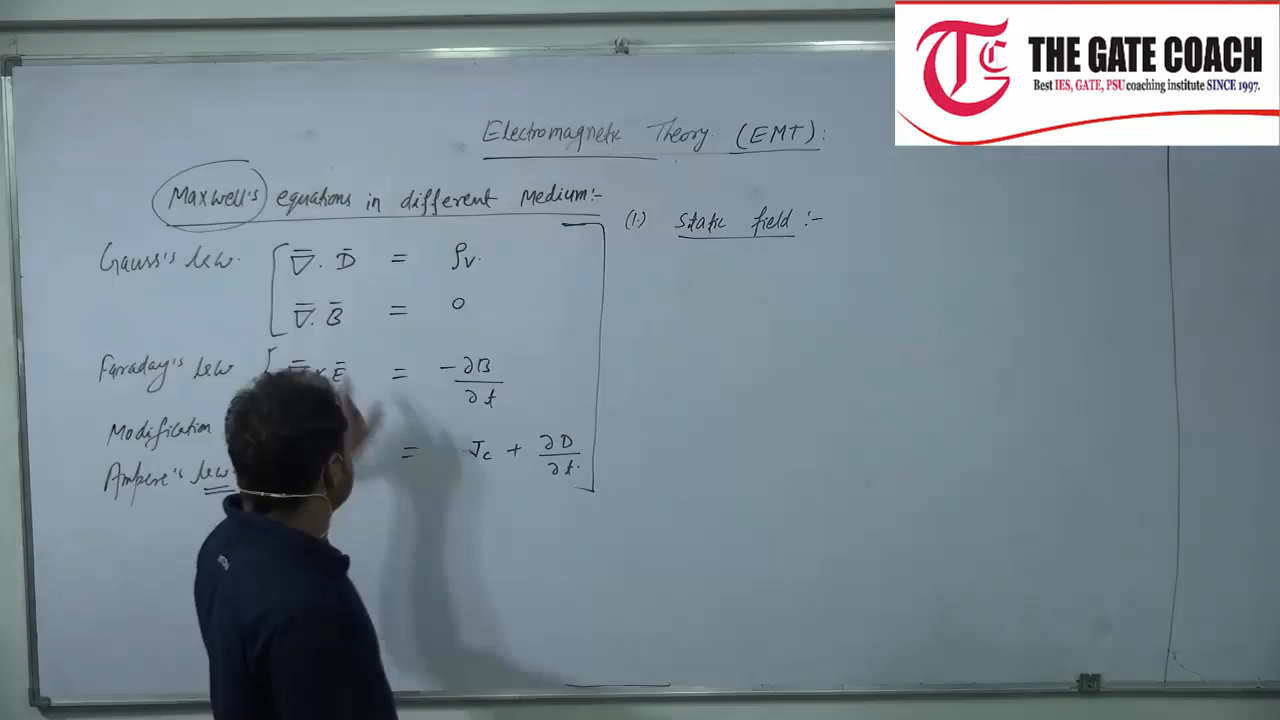 THE GATE COACH
Best IES, GATE, PSU coaching institute SINCE 1997.
Electromagnetic Theory (EMT):
Maxwell's equations in different Medium:-
Gauss's law.
∇̄. D̄ = ρv.
∇̄. B̄ = 0
Faraday's law
∇̄ × Ē = -∂B/∂t
Modification
Ampere's law
= Jc + ∂D/∂t.
(1.) Static field :-